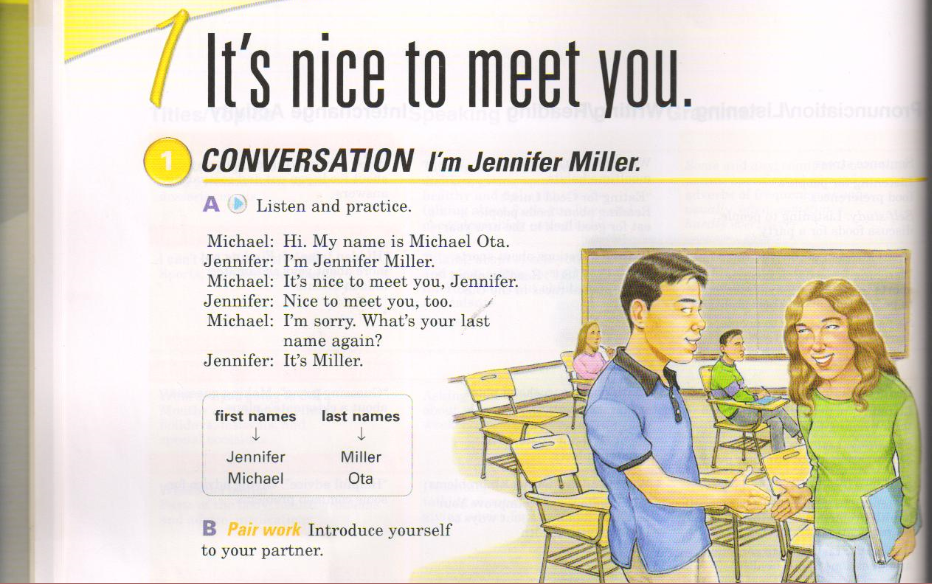 1 It's nice to meet you.
1 CONVERSATION I'm Jennifer Miller.
A Listen and practice.
Michael: Hi. My name is Michael Ota.
Jennifer: I'm Jennifer Miller.
Michael: It's nice to meet you, Jennifer.
Jennifer: Nice to meet you, too.
Michael: I'm sorry. What's your last
name again?
Jennifer: It's Miller.
first names last names
↓ ↓
Jennifer Miller
Michael Ota
B Pair work Introduce yourself
to your partner.